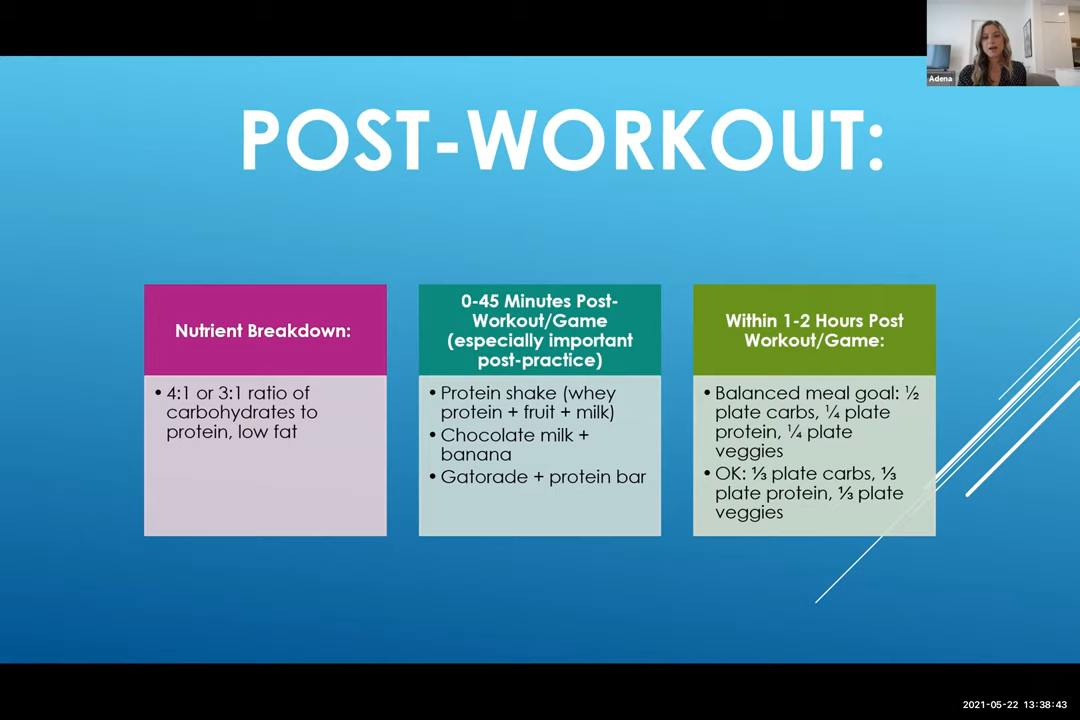 Adena
POST-WORKOUT:
Nutrient Breakdown:
• 4:1 or 3:1 ratio of
carbohydrates to
protein, low fat
0-45 Minutes Post-
Workout/Game
(especially important
post-practice)
• Protein shake (whey
protein + fruit + milk)
• Chocolate milk +
banana
• Gatorade + protein bar
Within 1-2 Hours Post
Workout/Game:
• Balanced meal goal: ½
plate carbs, ¼ plate
protein, ¼ plate
veggies
• OK: ⅓ plate carbs, ⅓
plate protein, ⅓ plate
veggies
2021-05-22 13:38:43